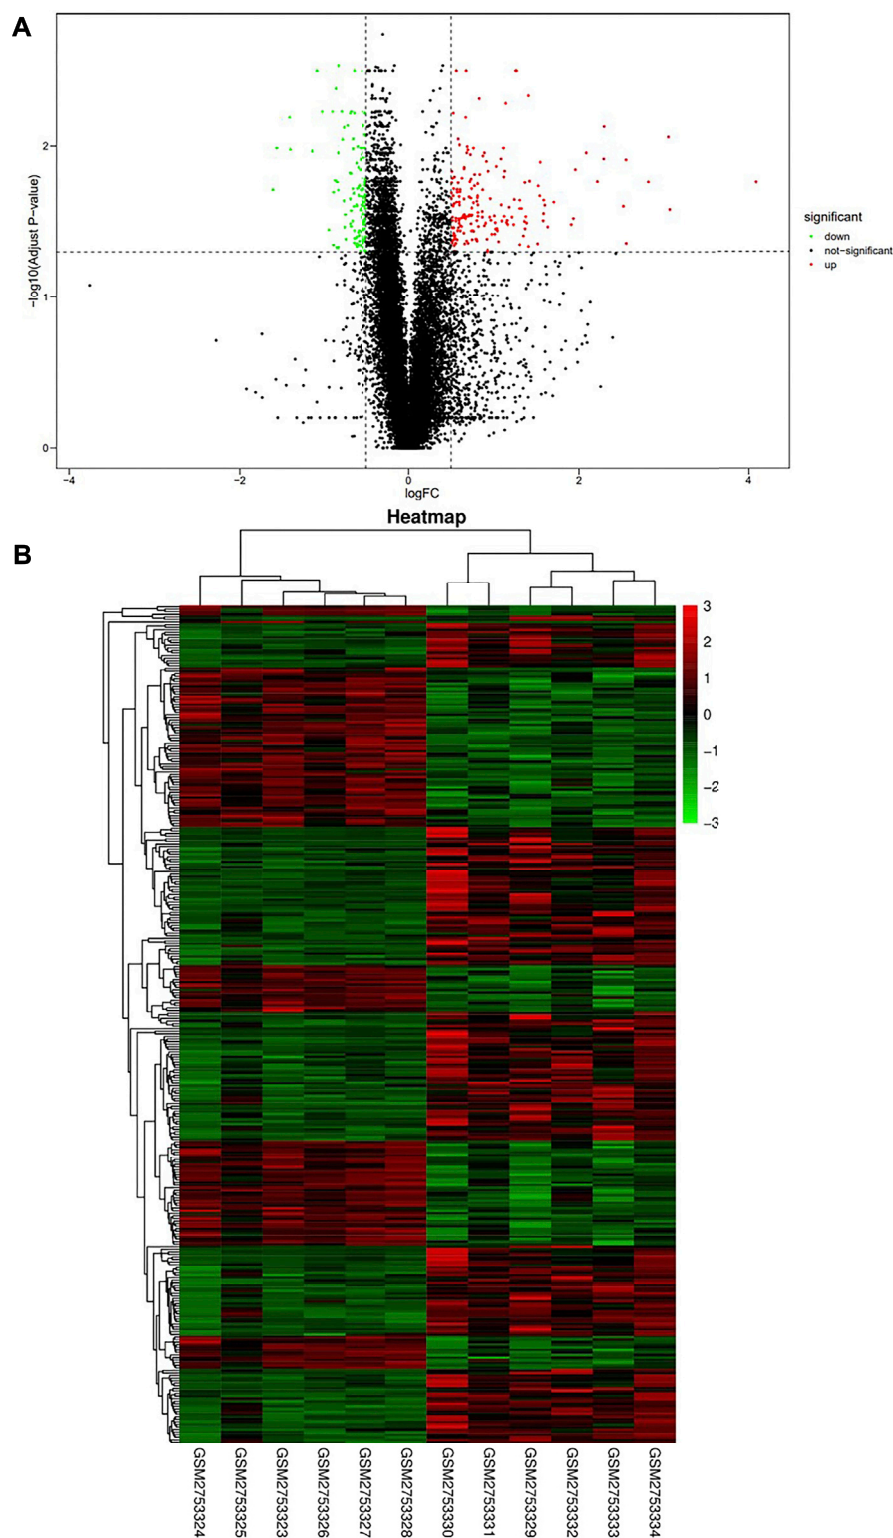 A
−log10(Adjust P−value)
2
1
0
−4
−2
0
2
4
logFC
significant
down
not−significant
up
Heatmap
B
3
2
1
0
−1
−2
−3
GSM2753324
GSM2753325
GSM2753323
GSM2753326
GSM2753327
GSM2753328
GSM2753330
GSM2753331
GSM2753329
GSM2753332
GSM2753333
GSM2753334